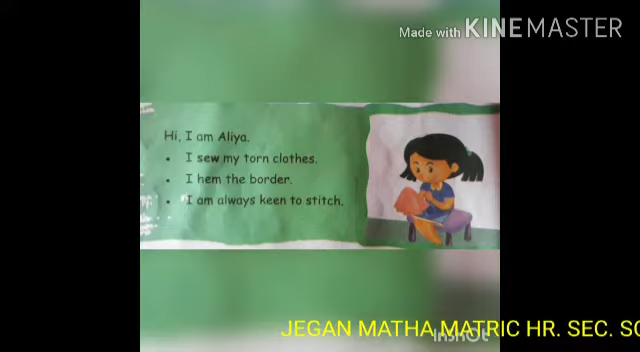 Made with KINEMASTER
Hi, I am Aliya.
• I sew my torn clothes.
• I hem the border.
• I am always keen to stitch.
JEGAN MATHA MATRIC HR. SEC.
InShOt